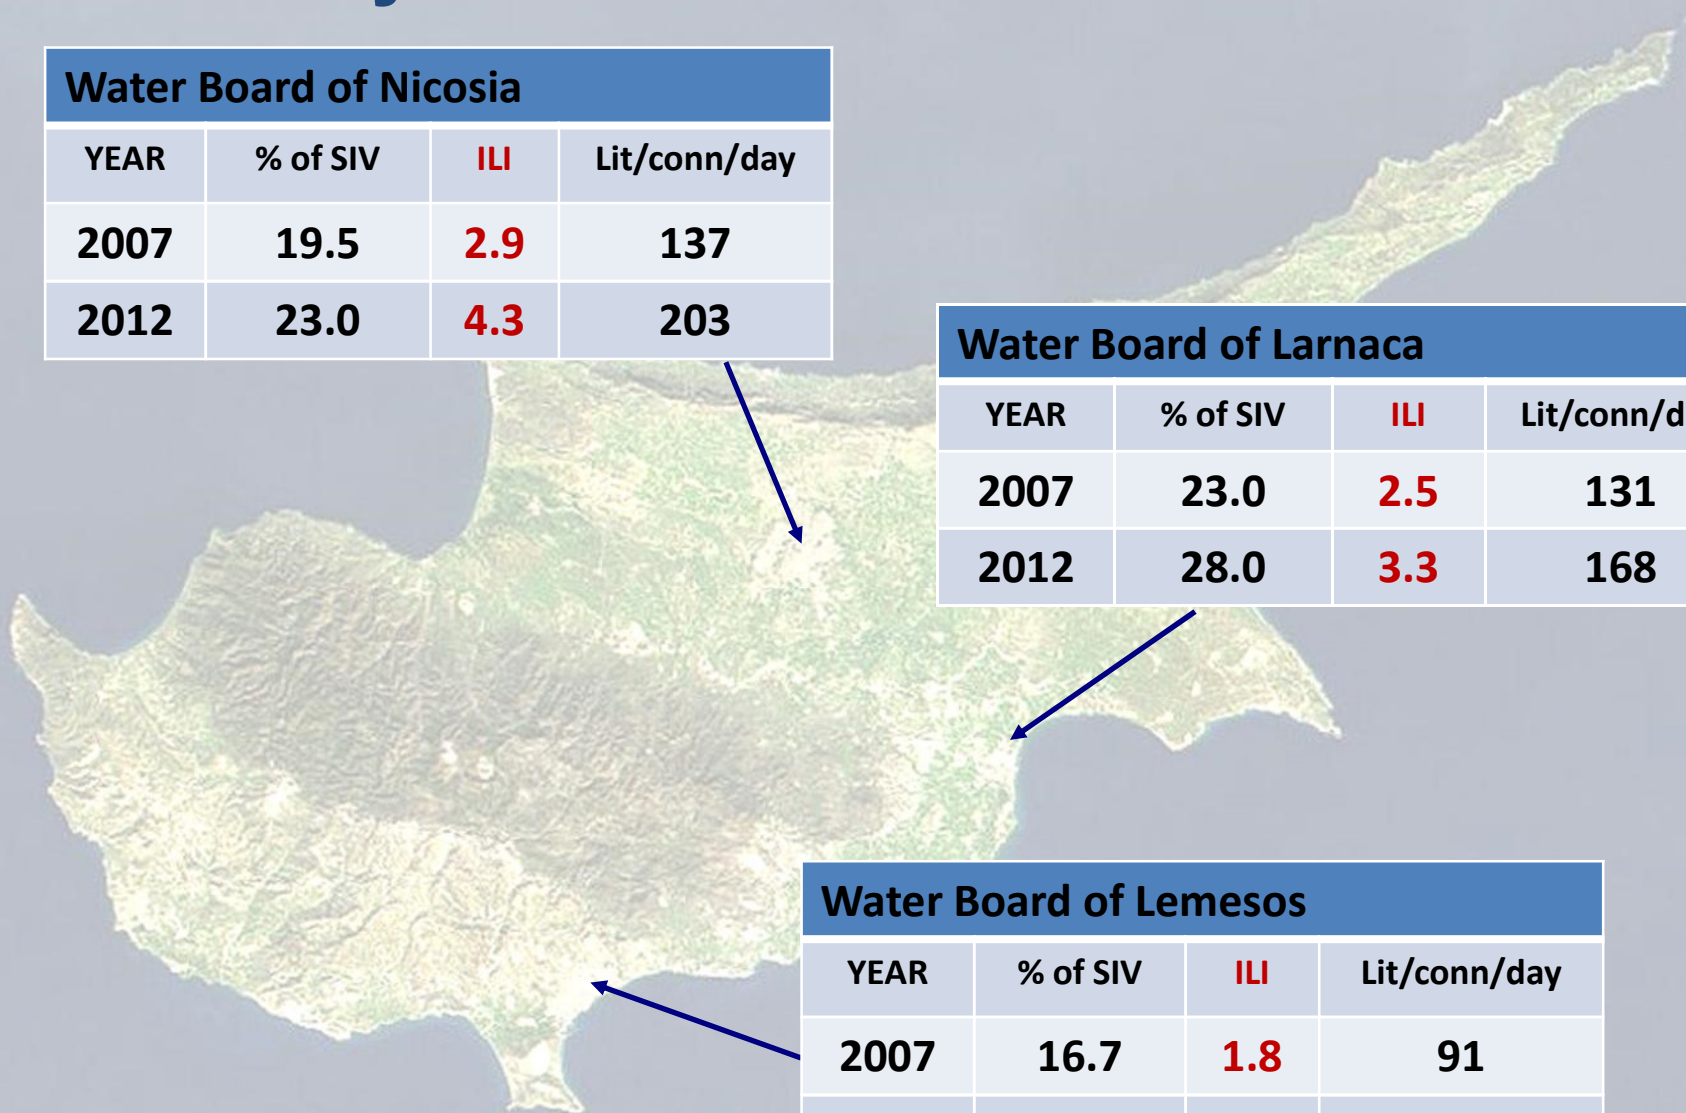 Water Board of Nicosia
YEAR % of SIV ILI Lit/conn/day
2007 19.5 2.9 137
2012 23.0 4.3 203
Water Board of Larnaca
YEAR % of SIV ILI Lit/conn/d
2007 23.0 2.5 131
2012 28.0 3.3 168
Water Board of Lemesos
YEAR % of SIV ILI Lit/conn/day
2007 16.7 1.8 91